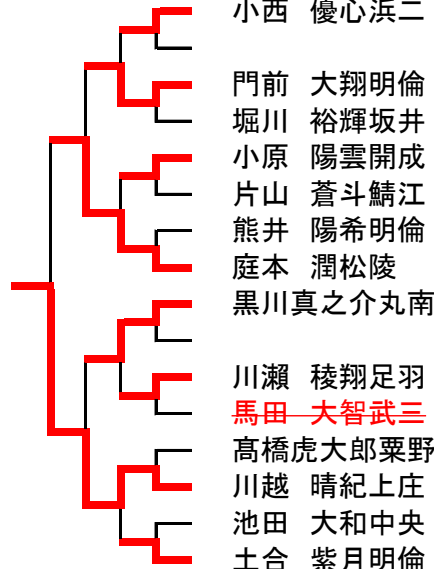 小西 優心浜二
門前 大翔明倫
堀川 裕輝坂井
小原 陽雲開成
片山 蒼斗鯖江
熊井 陽希明倫
庭本 潤松陵
黒川真之介丸南
川瀨 稜翔足羽
馬田 大智武三
髙橋虎大郎粟野
川越 晴紀上庄
池田 大和中央
土合 紫月明倫